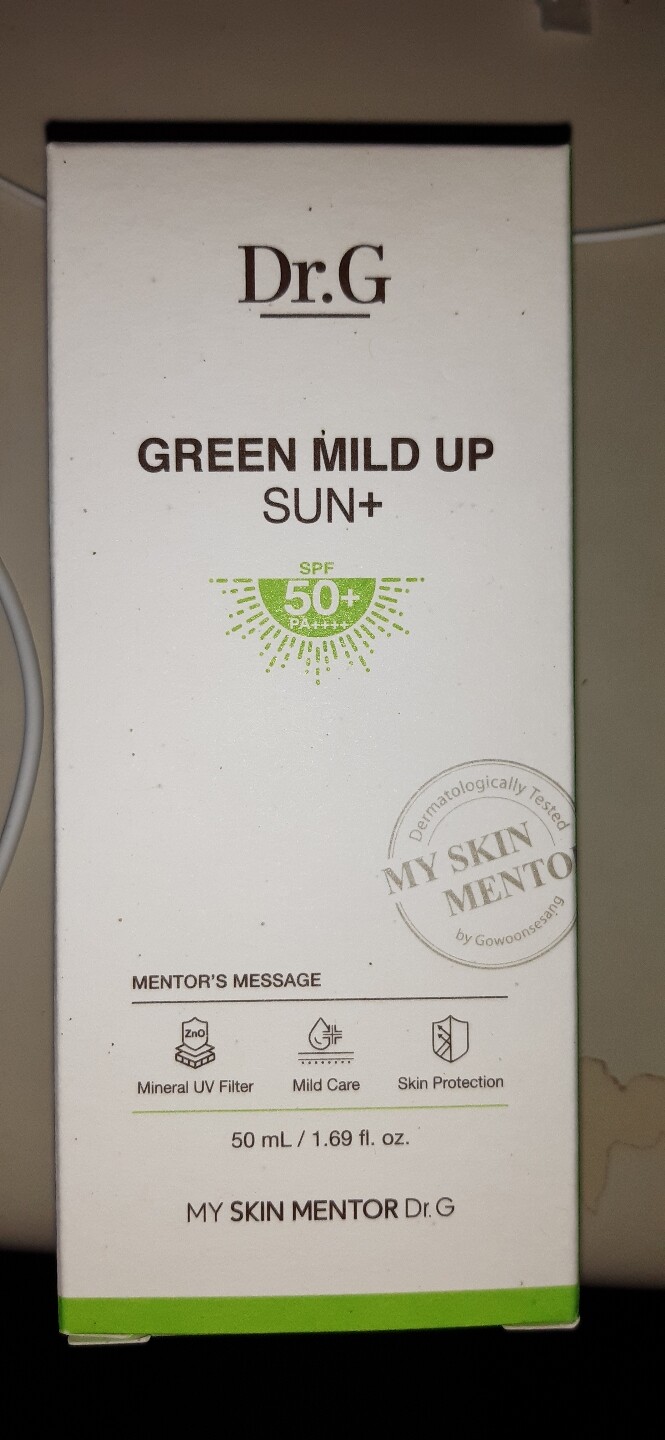 Dr.G
GREEN MILD UP
SUN+
SPF
50+
PA++++
Dermatologically Tested
MY SKIN
MENTO
by Gowoonsesang
MENTOR'S MESSAGE
ZnO
Mineral UV Filter
Mild Care
Skin Protection
50 mL / 1.69 fl. oz.
MY SKIN MENTOR Dr.G